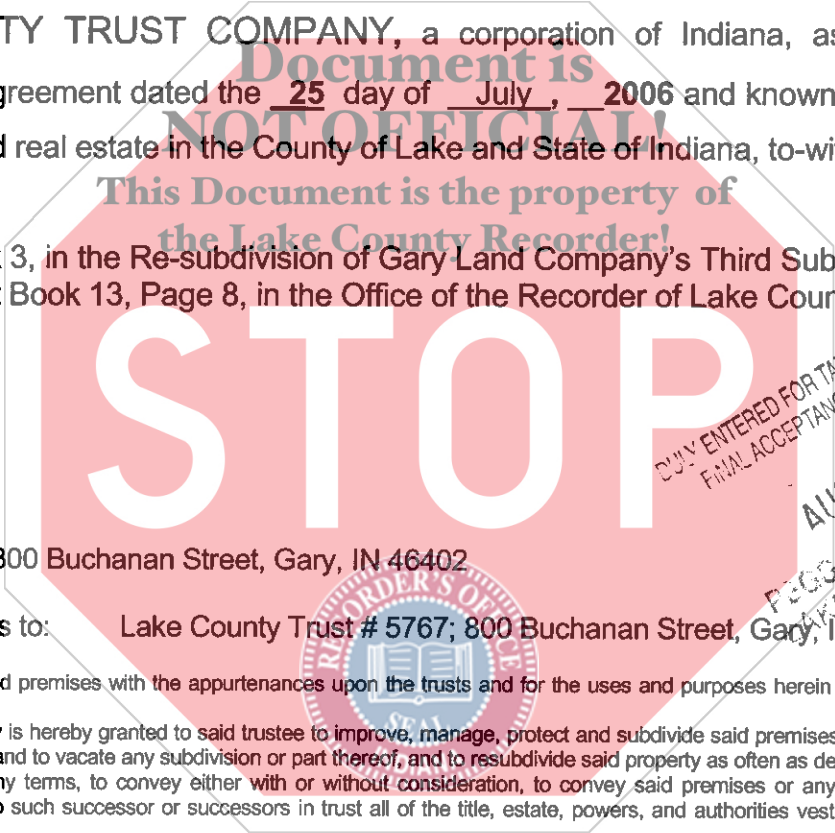 TY TRUST COMPANY, a corporation of Indiana, as
Document is
greement dated the 25 day of July, 2006 and known
NOT OFFICIAL!
real estate in the County of Lake and State of Indiana, to-wi
This Document is the property of
the Lake County Recorder!
3, in the Re-subdivision of Gary Land Company's Third Sub
Book 13, Page 8, in the Office of the Recorder of Lake Coun
STOP
DULY ENTERED FOR TA
FINAL ACCEPTANC
AU
800 Buchanan Street, Gary, IN 46402
PEGG
s to: Lake County Trust # 5767; 800 Buchanan Street, Gary, I
RECORDER'S OFFICE
SEAL
INDIANA
d premises with the appurtenances upon the trusts and for the uses and purposes herein
is hereby granted to said trustee to improve, manage, protect and subdivide said premises
and to vacate any subdivision or part thereof, and to resubdivide said property as often as de
ny terms, to convey either with or without consideration, to convey said premises or any
such successor or successors in trust all of the title, estate, powers, and authorities vest